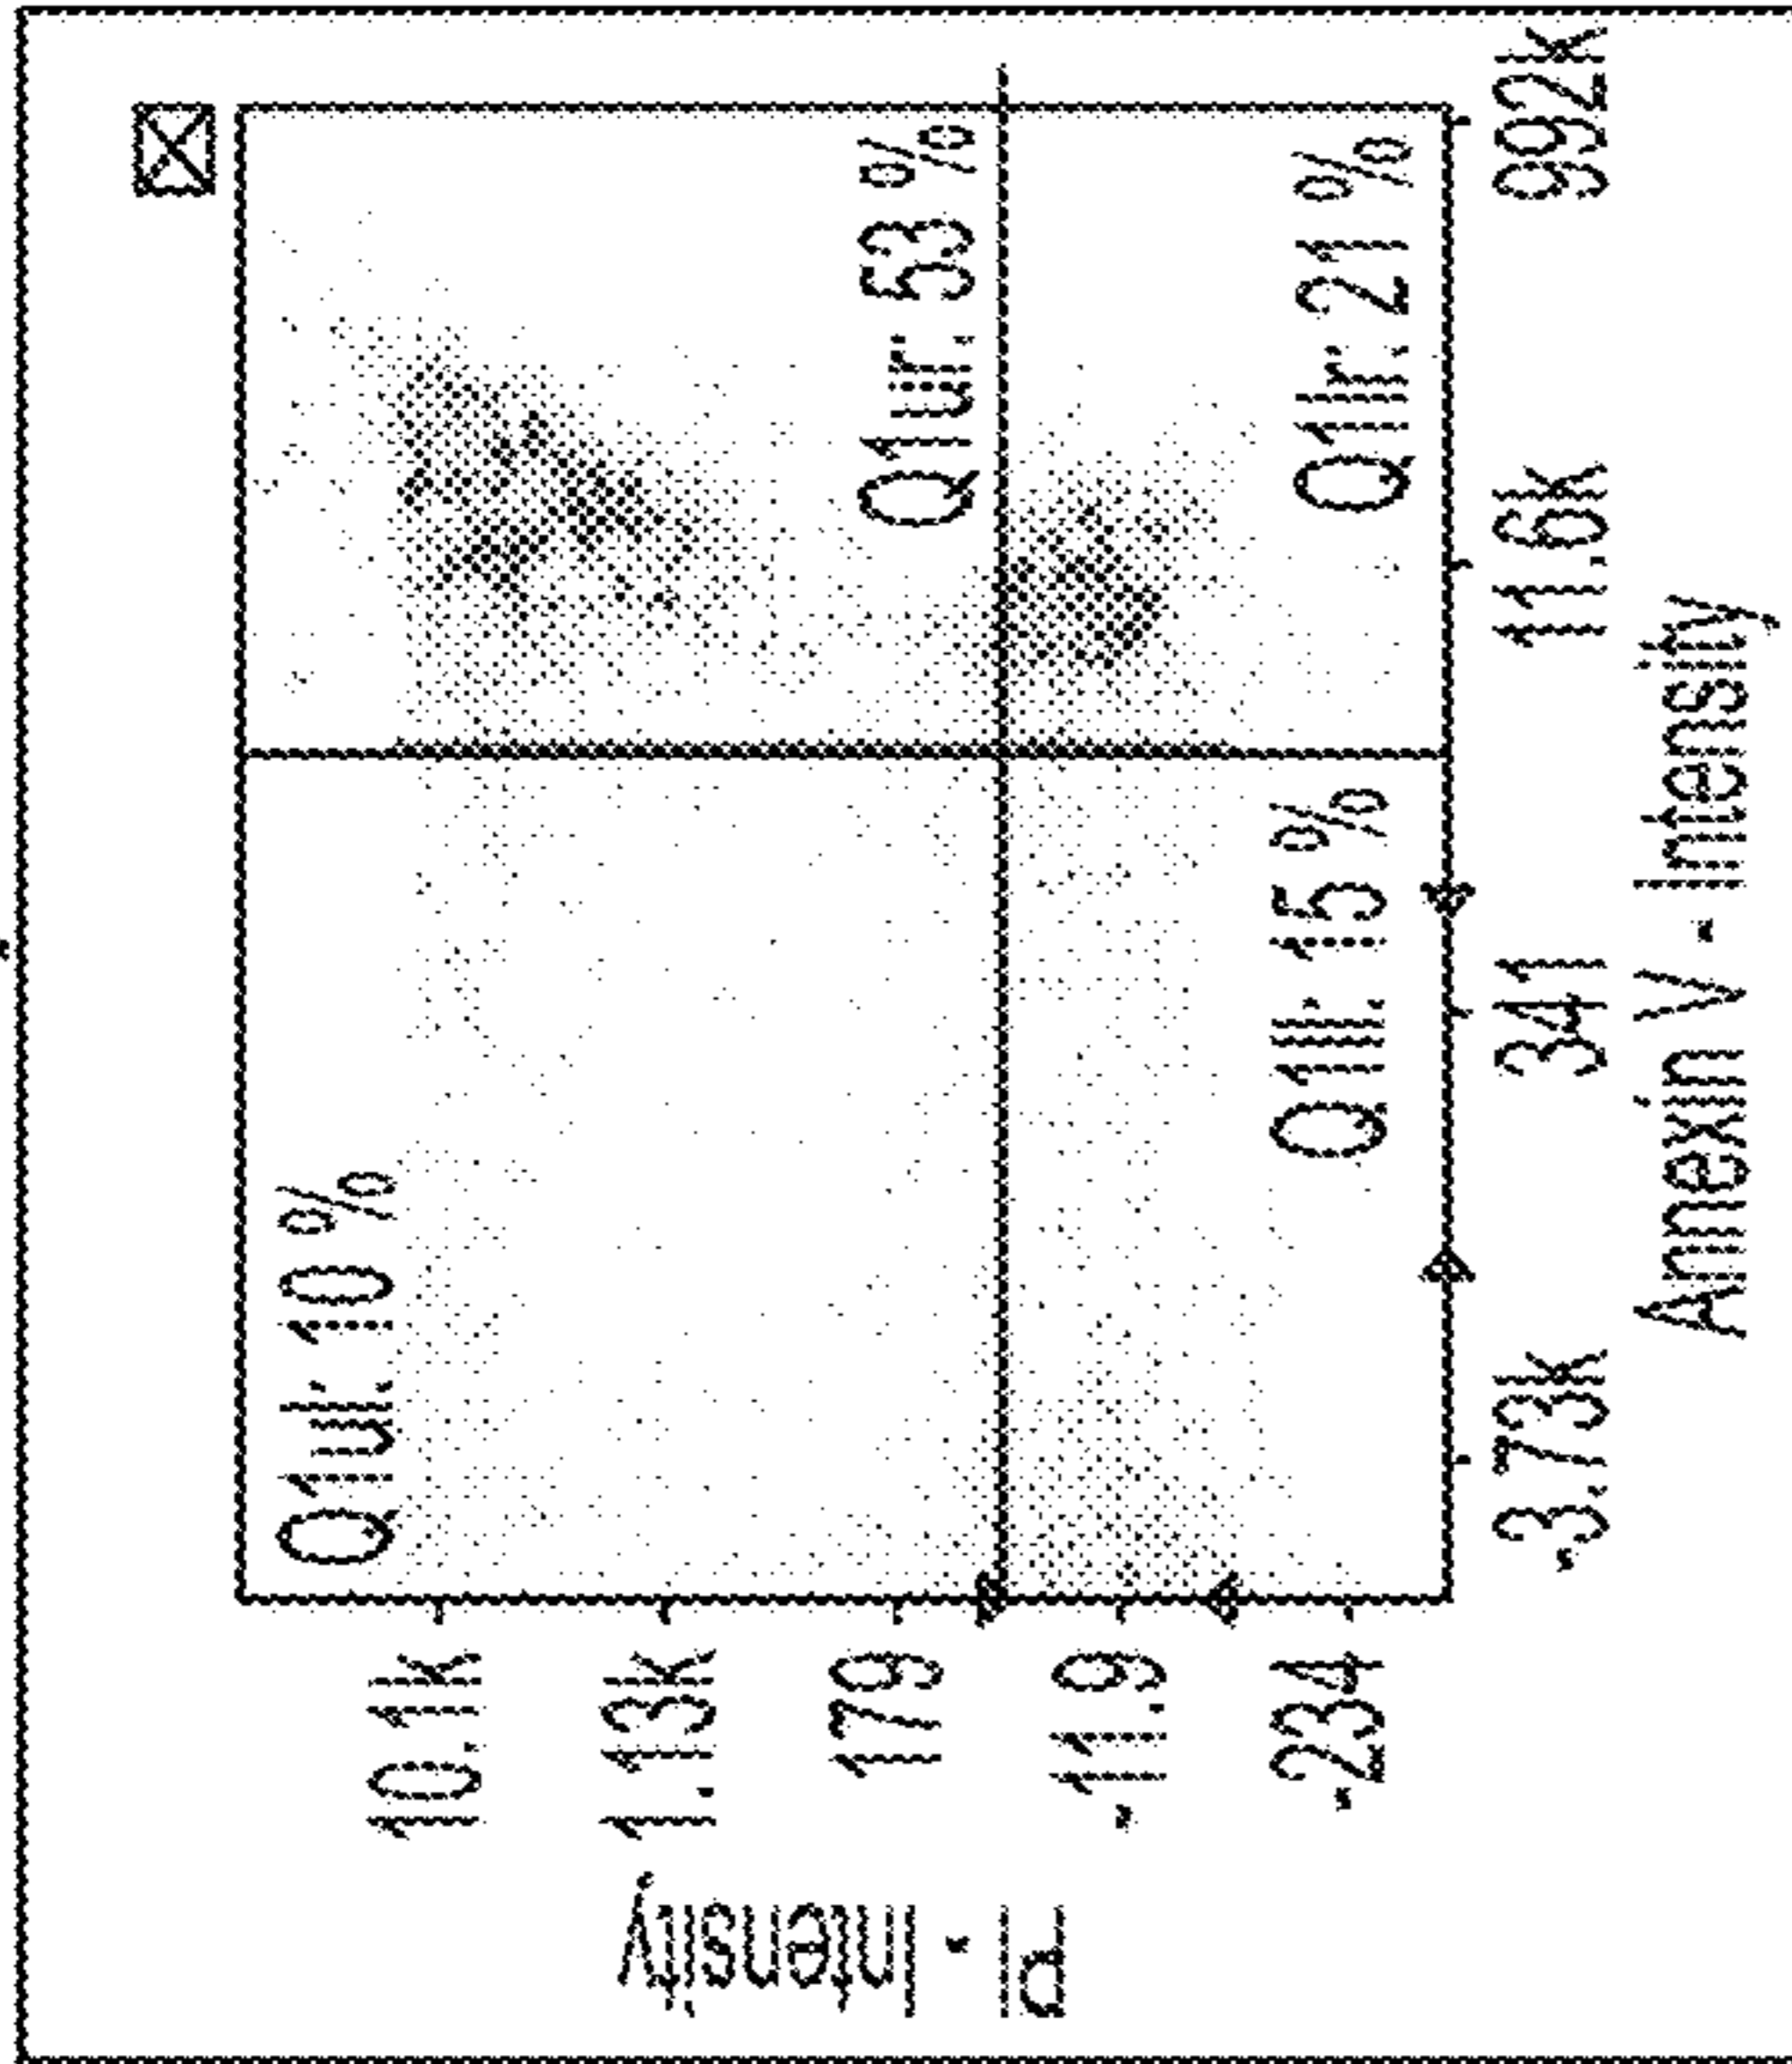 PI - Intensity
10.1k
1.13k
179
-11.9
-234
Q1ul: 10 %
Q1ur: 53 %
Q1ll: 15 %
Q1lr: 21 %
-3.73k
341
11.6k
992k
Annexin V - Intensity